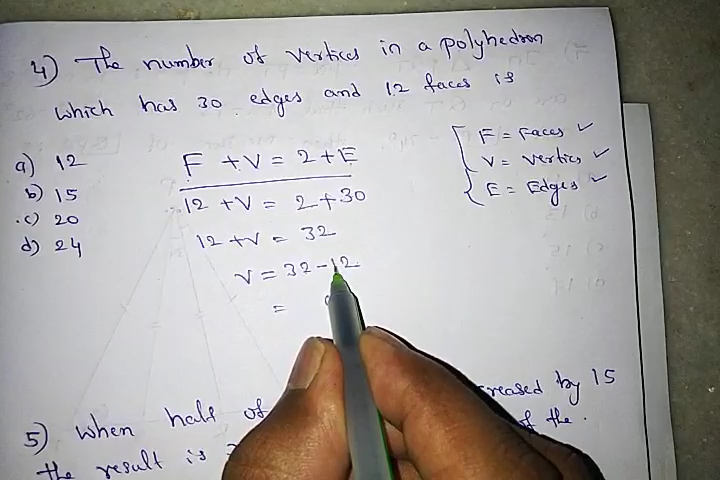 4) The number of vertices in a polyhedron
which has 30 edges and 12 faces is
a) 12
b) 15
c) 20
d) 24
F + V = 2 + E
12 + V = 2 + 30
12 + V = 32
V = 32 - 12
=
F = Faces ✓
V = Vertices ✓
E = Edges ✓
5) When half of creased by 15
the result is of the